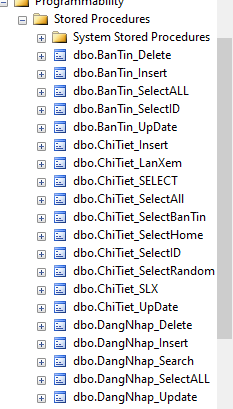 Programmability
Stored Procedures
System Stored Procedures
dbo.BanTin_Delete
dbo.BanTin_Insert
dbo.BanTin_SelectALL
dbo.BanTin_SelectID
dbo.BanTin_UpDate
dbo.ChiTiet_Insert
dbo.ChiTiet_LanXem
dbo.ChiTiet_SELECT
dbo.ChiTiet_SelectAll
dbo.ChiTiet_SelectBanTin
dbo.ChiTiet_SelectHome
dbo.ChiTiet_SelectID
dbo.ChiTiet_SelectRandom
dbo.ChiTiet_SLX
dbo.ChiTiet_UpDate
dbo.DangNhap_Delete
dbo.DangNhap_Insert
dbo.DangNhap_Search
dbo.DangNhap_SelectALL
dbo.DangNhap_Update